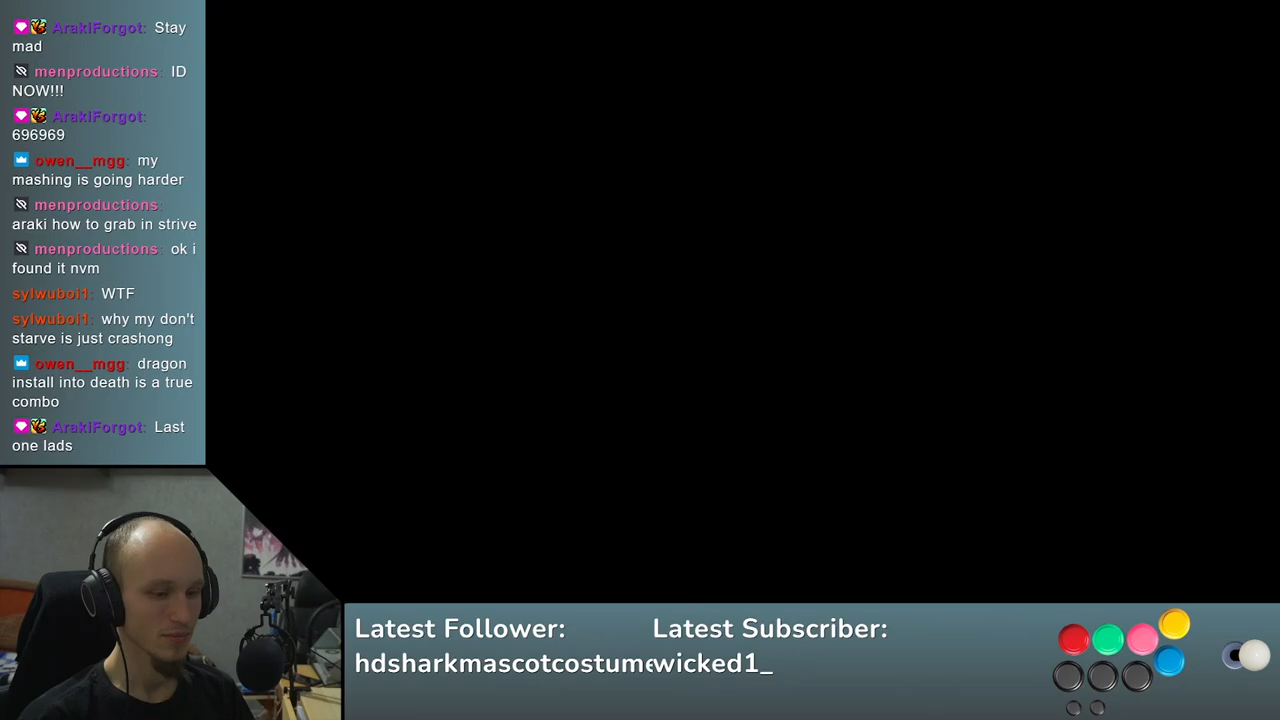 ArakiForgot: Stay
mad
menproductions: ID
NOW!!!
ArakiForgot:
696969
owen__mgg: my
mashing is going harder
menproductions:
araki how to grab in strive
menproductions: ok i
found it nvm
sylwuboi1: WTF
sylwuboi1: why my don't
starve is just crashong
owen__mgg: dragon
install into death is a true
combo
ArakiForgot: Last
one lads
Latest Follower:
hdsharkmascotcostume
Latest Subscriber:
wicked1_